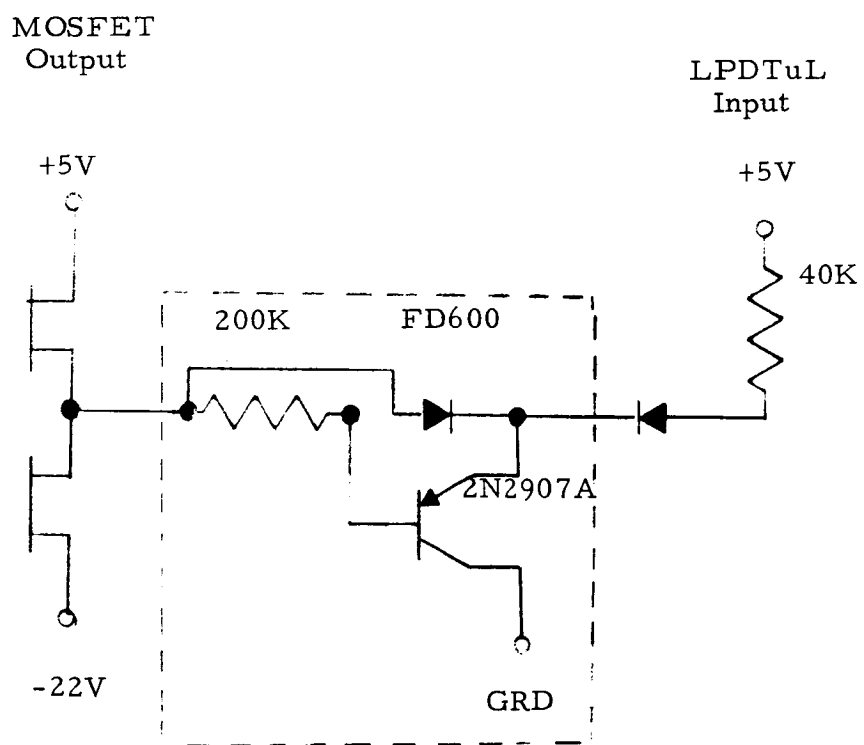 MOSFET
Output
LPDTuL
Input
+5V
+5V
40K
200K
FD600
2N2907A
-22V
GRD